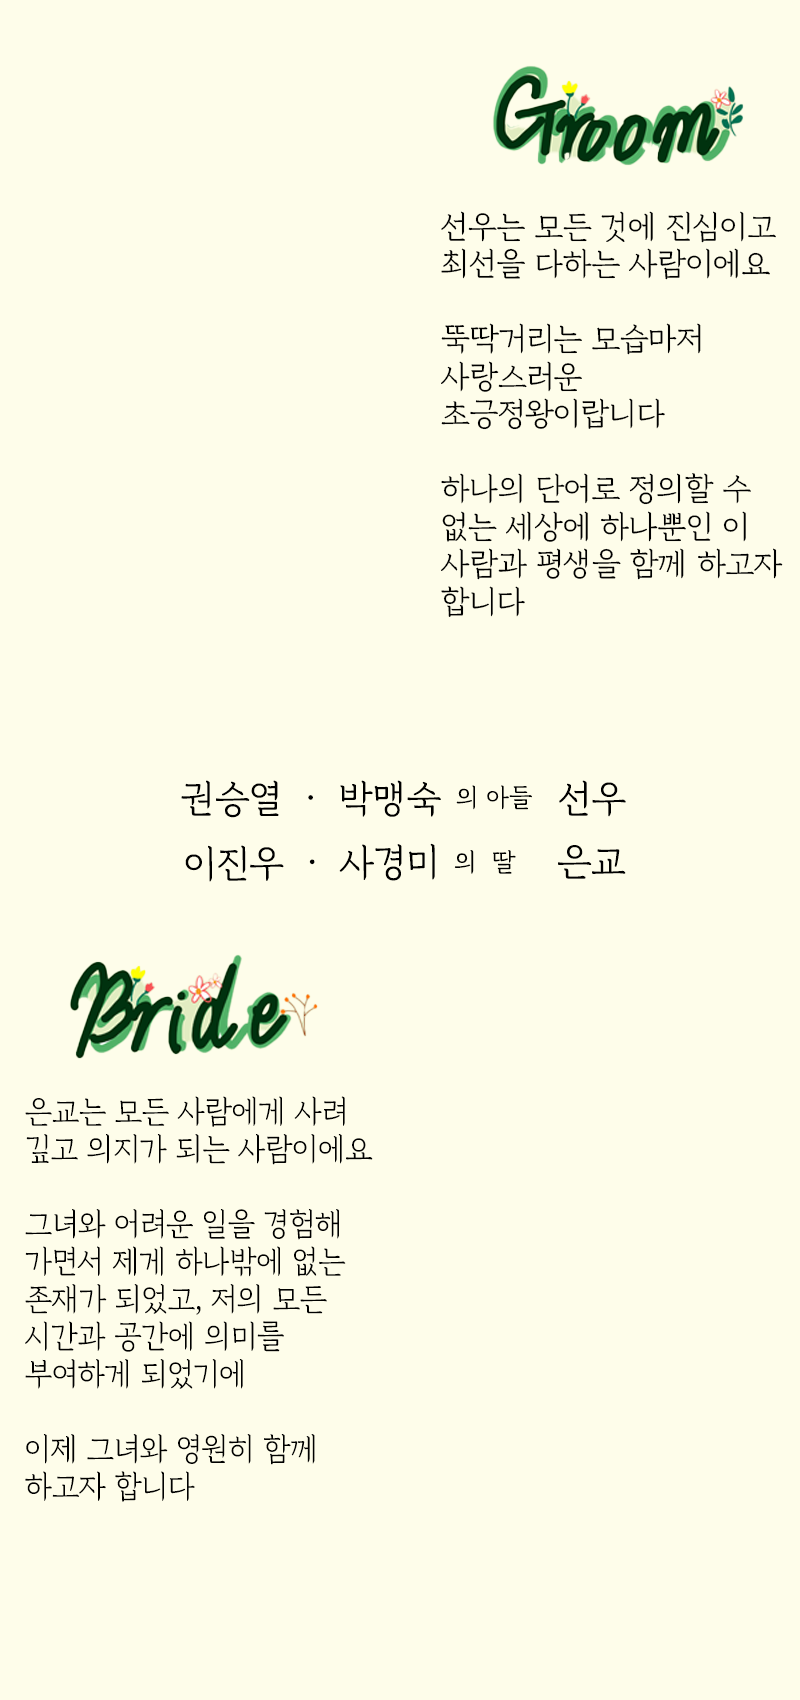 Groom
선우는 모든 것에 진심이고
최선을 다하는 사람이에요
뚝딱거리는 모습마저
사랑스러운
초긍정왕이랍니다
하나의 단어로 정의할 수
없는 세상에 하나뿐인 이
사람과 평생을 함께 하고자
합니다
권승열 · 박맹숙 의 아들 선우
이진우 · 사경미 의 딸 은교
Bride
은교는 모든 사람에게 사려
깊고 의지가 되는 사람이에요
그녀와 어려운 일을 경험해
가면서 제게 하나밖에 없는
존재가 되었고, 저의 모든
시간과 공간에 의미를
부여하게 되었기에
이제 그녀와 영원히 함께
하고자 합니다